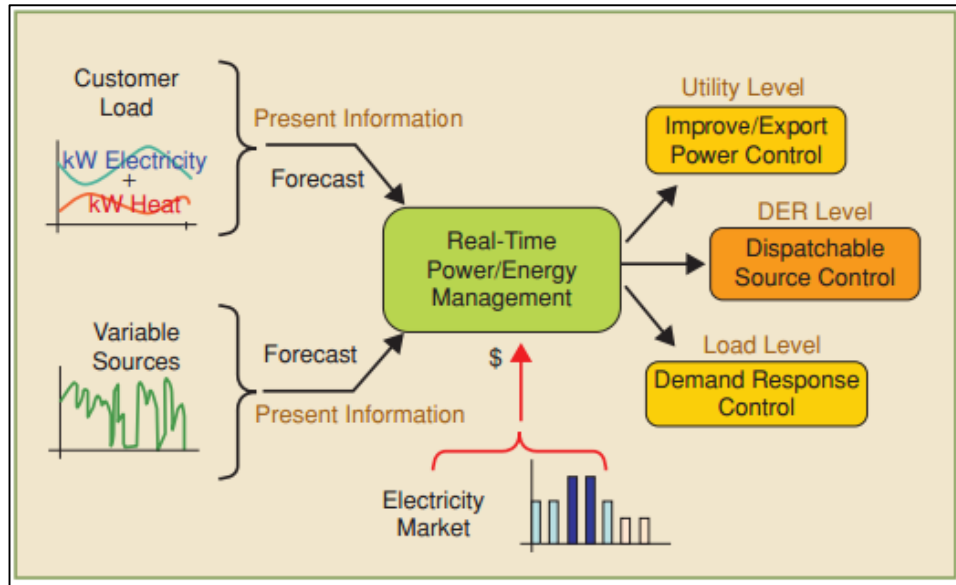 Customer
Load
kW Electricity
+
kW Heat
Present Information
Forecast
Variable
Sources
Forecast
Present Information
Real-Time
Power/Energy
Management
$
Electricity
Market
Utility Level
Improve/Export
Power Control
DER Level
Dispatchable
Source Control
Load Level
Demand Response
Control